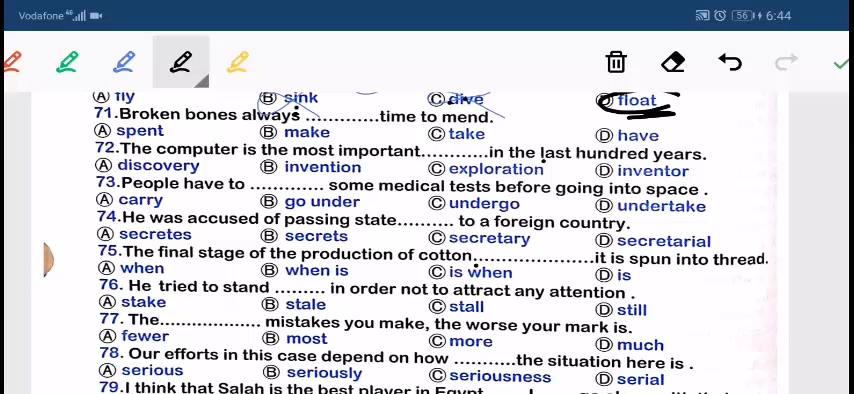 Vodafone 4G 56 6:44
Ⓐ fly Ⓑ sink Ⓒ dive Ⓓ float
71.Broken bones always ............time to mend.
Ⓐ spent Ⓑ make Ⓒ take Ⓓ have
72.The computer is the most important...........in the last hundred years.
Ⓐ discovery Ⓑ invention Ⓒ exploration Ⓓ inventor
73.People have to ............ some medical tests before going into space .
Ⓐ carry Ⓑ go under Ⓒ undergo Ⓓ undertake
74.He was accused of passing state.......... to a foreign country.
Ⓐ secretes Ⓑ secrets Ⓒ secretary Ⓓ secretarial
75.The final stage of the production of cotton......................it is spun into thread.
Ⓐ when Ⓑ when is Ⓒ is when Ⓓ is
76. He tried to stand ......... in order not to attract any attention .
Ⓐ stake Ⓑ stale Ⓒ stall Ⓓ still
77. The.................. mistakes you make, the worse your mark is.
Ⓐ fewer Ⓑ most Ⓒ more Ⓓ much
78. Our efforts in this case depend on how ...........the situation here is .
Ⓐ serious Ⓑ seriously Ⓒ seriousness Ⓓ serial
79.I think that Salah is the best player in Egypt